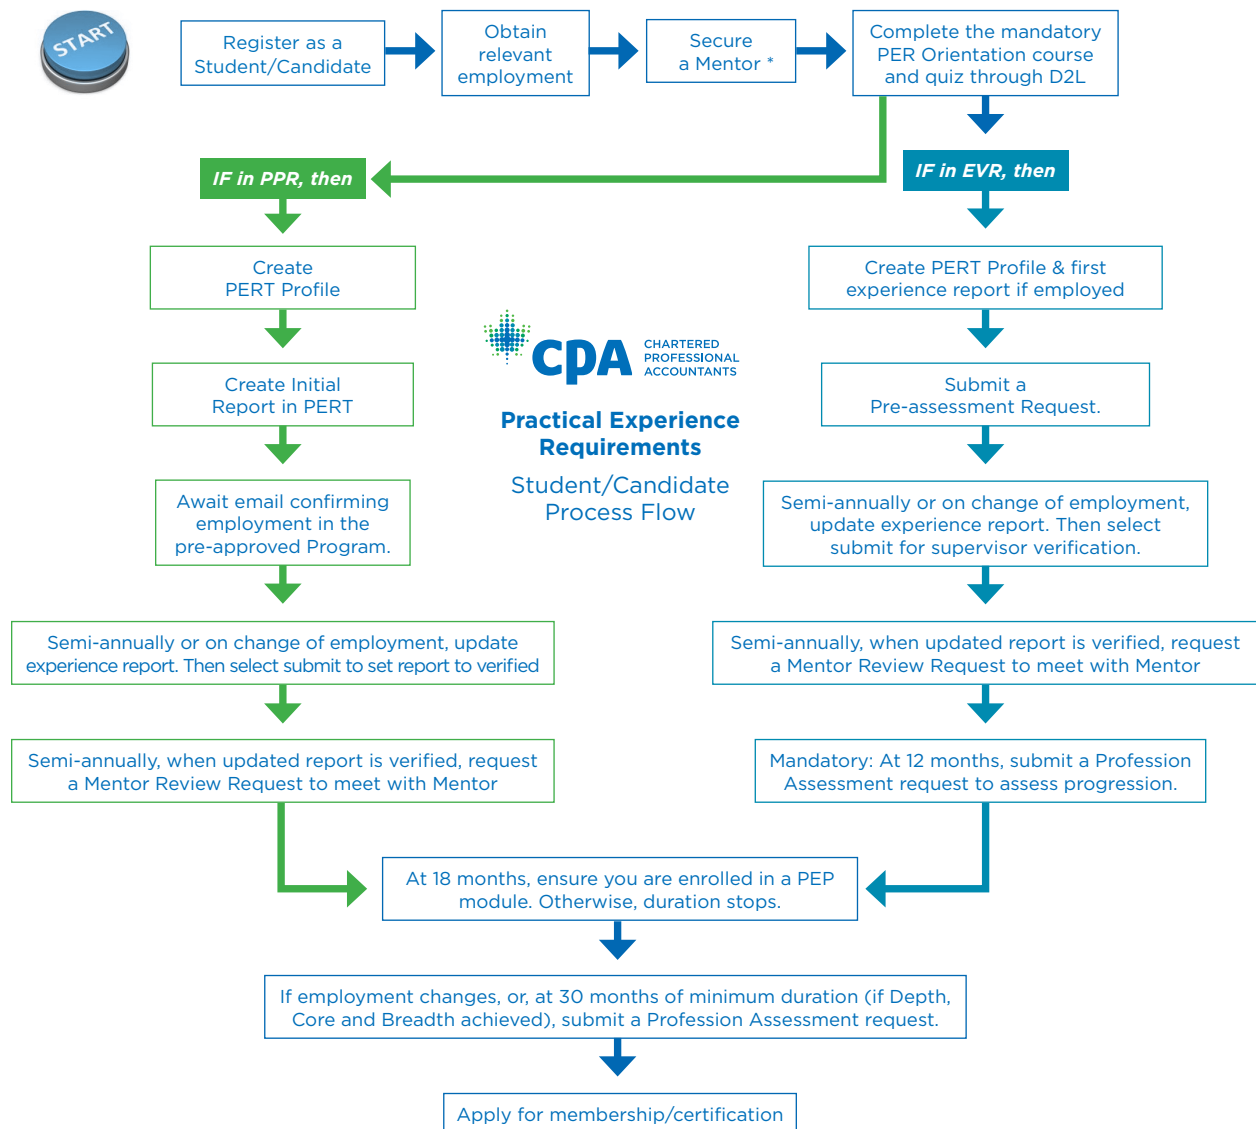 START
Register as a
Student/Candidate
Obtain
relevant
employment
Secure
a Mentor *
Complete the mandatory
PER Orientation course
and quiz through D2L
IF in PPR, then
IF in EVR, then
Create
PERT Profile
Create PERT Profile & first
experience report if employed
cpa
CHARTERED
PROFESSIONAL
ACCOUNTANTS
Create Initial
Report in PERT
Submit a
Pre-assessment Request.
Practical Experience
Requirements
Student/Candidate
Process Flow
Await email confirming
employment in the
pre-approved Program.
Semi-annually or on change of employment,
update experience report. Then select
submit for supervisor verification.
Semi-annually or on change of employment, update
experience report. Then select submit to set report to verified
Semi-annually, when updated report is verified, request
a Mentor Review Request to meet with Mentor
Semi-annually, when updated report is verified, request
a Mentor Review Request to meet with Mentor
Mandatory: At 12 months, submit a Profession
Assessment request to assess progression.
At 18 months, ensure you are enrolled in a PEP
module. Otherwise, duration stops.
If employment changes, or, at 30 months of minimum duration (if Depth,
Core and Breadth achieved), submit a Profession Assessment request.
Apply for membership/certification